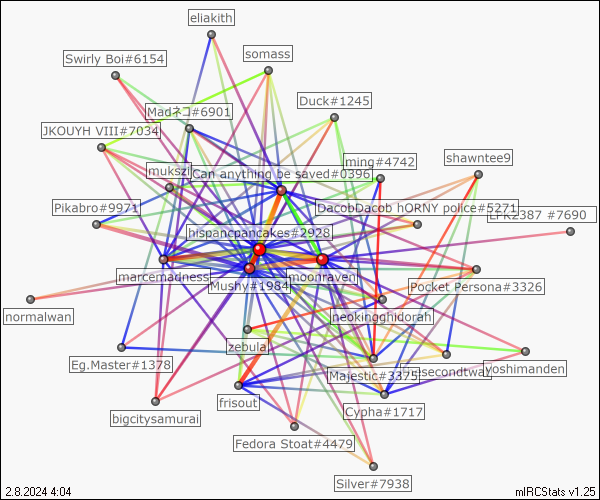 eliakith
somass
Swirly Boi#6154
Duck#1245
Madネコ#6901
JKOUYH VIII#7034
ming#4742
shawntee9
mukszi
Can anything be saved#0396
Pikabro#9971
DacobDacob hORNY police#5271
#7690
hispancpancakes#2928
marcemadness
moonraven
Mushy#1984
Pocket Persona#3326
normalwan
neokingghidorah
zebula
Eg.Master#1378
Majestic#3375
yoshimanden
frisout
Cypha#1717
bigcitysamurai
Fedora Stoat#4479
Silver#7938
2.8.2024 4:04
mIRCStats v1.25